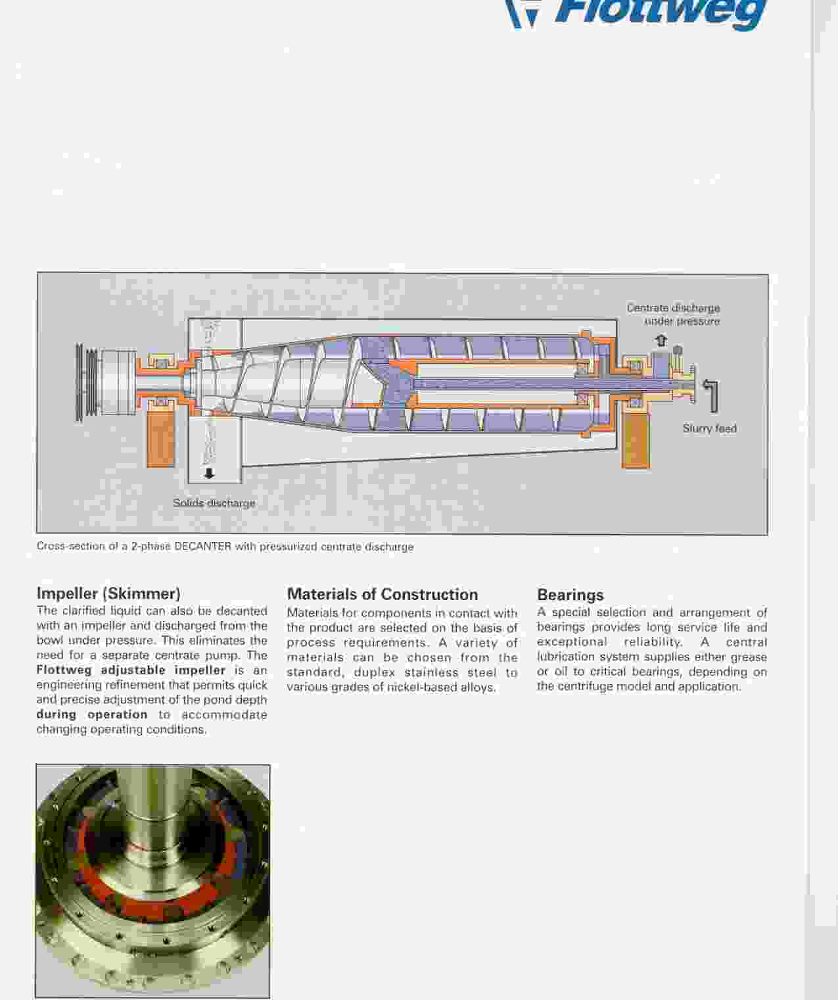 Flottweg
Centrate discharge
under pressure
Slurry feed
Solids discharge
Cross-section of a 2-phase DECANTER with pressurized centrate discharge
Impeller (Skimmer)
The clarified liquid can also be decanted
with an impeller and discharged from the
bowl under pressure. This eliminates the
need for a separate centrate pump. The
Flottweg adjustable impeller is an
engineering refinement that permits quick
and precise adjustment of the pond depth
during operation to accommodate
changing operating conditions.
Materials of Construction
Materials for components in contact with
the product are selected on the basis of
process requirements. A variety of
materials can be chosen from the
standard, duplex stainless steel to
various grades of nickel-based alloys.
Bearings
A special selection and arrangement of
bearings provides long service life and
exceptional reliability. A central
lubrication system supplies either grease
or oil to critical bearings, depending on
the centrifuge model and application.